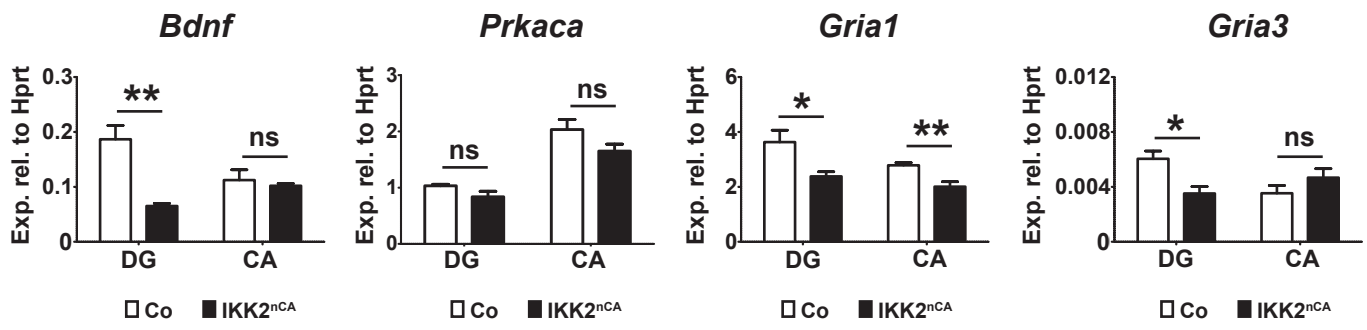 Bdnf
Exp. rel. to Hprt
0.3
0.2
0.1
0
**
ns
DG CA
Co IKK2ⁿᶜᴬ
Prkaca
Exp. rel. to Hprt
3
2
1
0
ns
ns
DG CA
Co IKK2ⁿᶜᴬ
Gria1
Exp. rel. to Hprt
6
4
2
0
*
**
DG CA
Co IKK2ⁿᶜᴬ
Gria3
Exp. rel. to Hprt
0.012
0.008
0.004
0
*
ns
DG CA
Co IKK2ⁿᶜᴬ